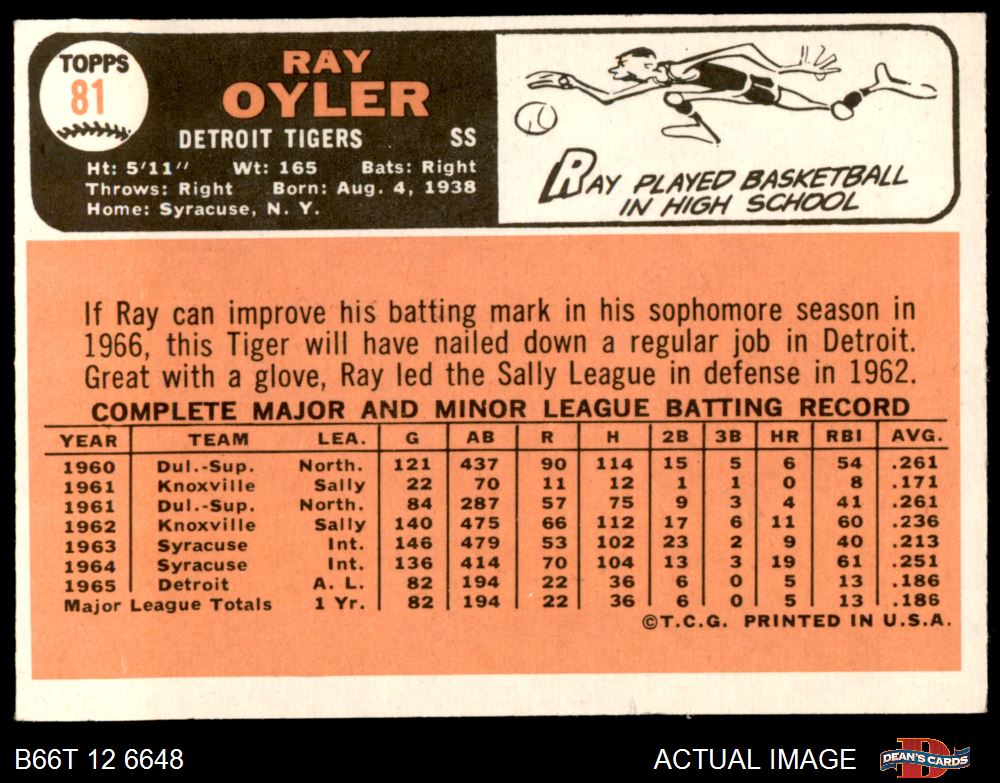 TOPPS
81
RAY
OYLER
DETROIT TIGERS SS
Ht: 5'11" Wt: 165 Bats: Right
Throws: Right Born: Aug. 4, 1938
Home: Syracuse, N. Y.
RAY PLAYED BASKETBALL
IN HIGH SCHOOL
If Ray can improve his batting mark in his sophomore season in
1966, this Tiger will have nailed down a regular job in Detroit.
Great with a glove, Ray led the Sally League in defense in 1962.
COMPLETE MAJOR AND MINOR LEAGUE BATTING RECORD
YEAR TEAM LEA. G AB R H 2B 3B HR RBI AVG.
1960 Dul.-Sup. North. 121 437 90 114 15 5 6 54 .261
1961 Knoxville Sally 22 70 11 12 1 1 0 8 .171
1961 Dul.-Sup. North. 84 287 57 75 9 3 4 41 .261
1962 Knoxville Sally 140 475 66 112 17 6 11 60 .236
1963 Syracuse Int. 146 479 53 102 23 2 9 40 .213
1964 Syracuse Int. 136 414 70 104 13 3 19 61 .251
1965 Detroit A. L. 82 194 22 36 6 0 5 13 .186
Major League Totals 1 Yr. 82 194 22 36 6 0 5 13 .186
©T.C.G. PRINTED IN U.S.A.
B66T 12 6648 ACTUAL IMAGE DEAN'S CARDS